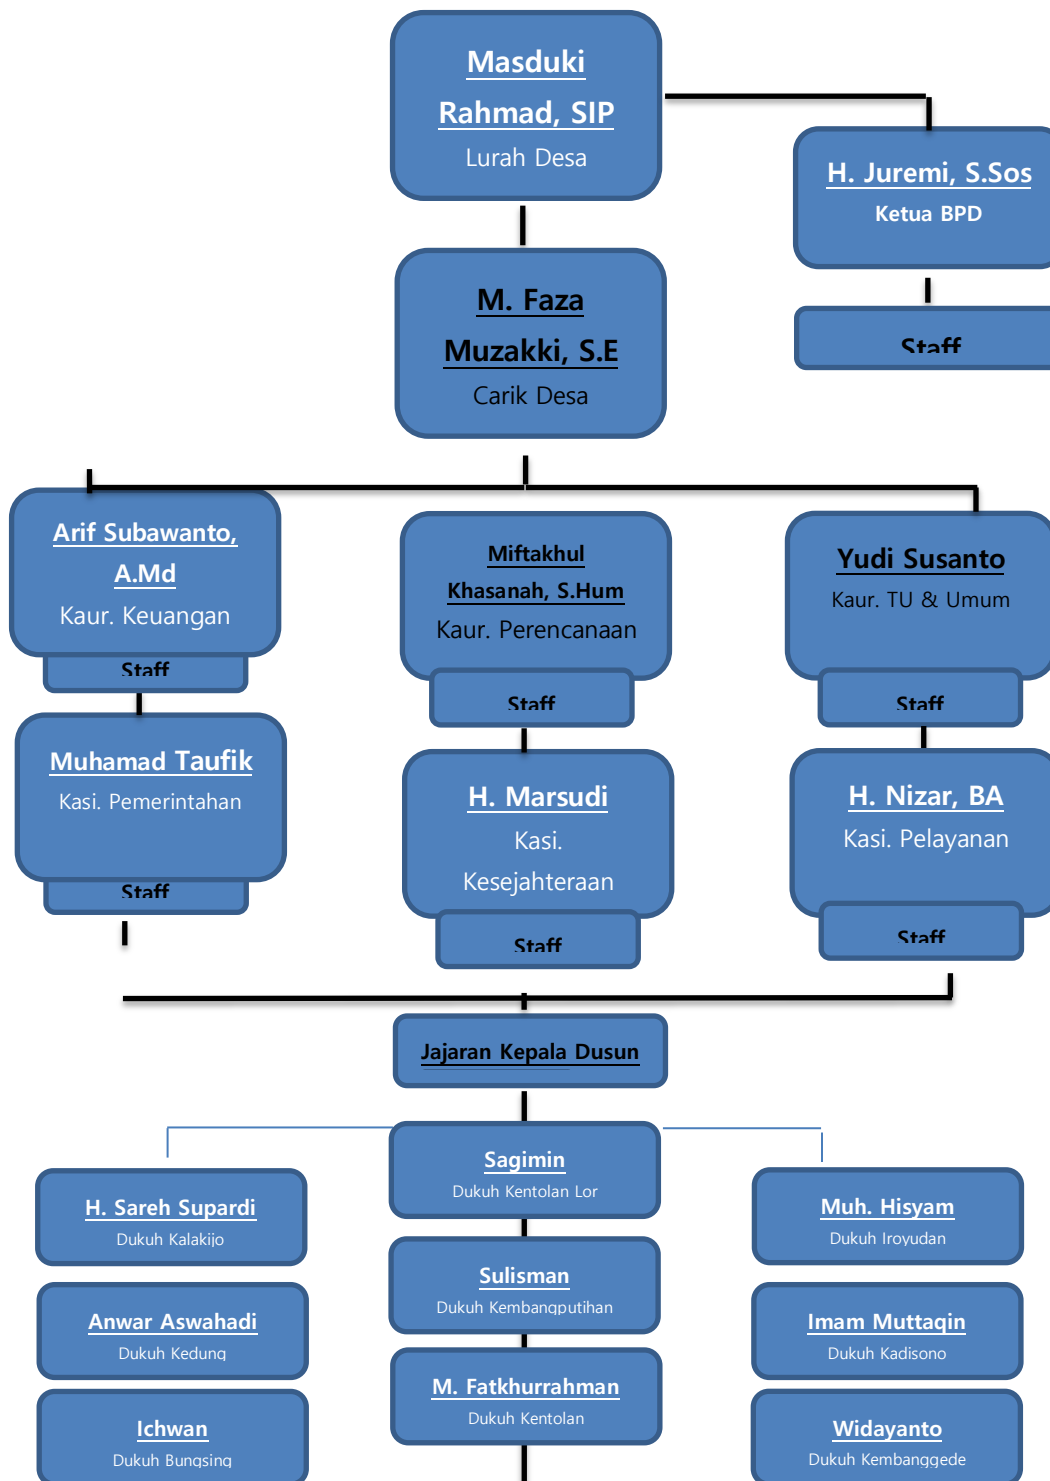 Masduki
Rahmad, SIP
Lurah Desa
H. Juremi, S.Sos
Ketua BPD
Staff
M. Faza
Muzakki, S.E
Carik Desa
Arif Subawanto,
A.Md
Kaur. Keuangan
Staff
Miftakhul
Khasanah, S.Hum
Kaur. Perencanaan
Staff
Yudi Susanto
Kaur. TU & Umum
Staff
Muhamad Taufik
Kasi. Pemerintahan
Staff
H. Marsudi
Kasi.
Kesejahteraan
Staff
H. Nizar, BA
Kasi. Pelayanan
Staff
Jajaran Kepala Dusun
Sagimin
Dukuh Kentolan Lor
H. Sareh Supardi
Dukuh Kalakijo
Muh. Hisyam
Dukuh Iroyudan
Sulisman
Dukuh Kembangputihan
Anwar Aswahadi
Dukuh Kedung
Imam Muttaqin
Dukuh Kadisono
M. Fatkhurrahman
Dukuh Kentolan
Ichwan
Dukuh Bungsing
Widayanto
Dukuh Kembanggede